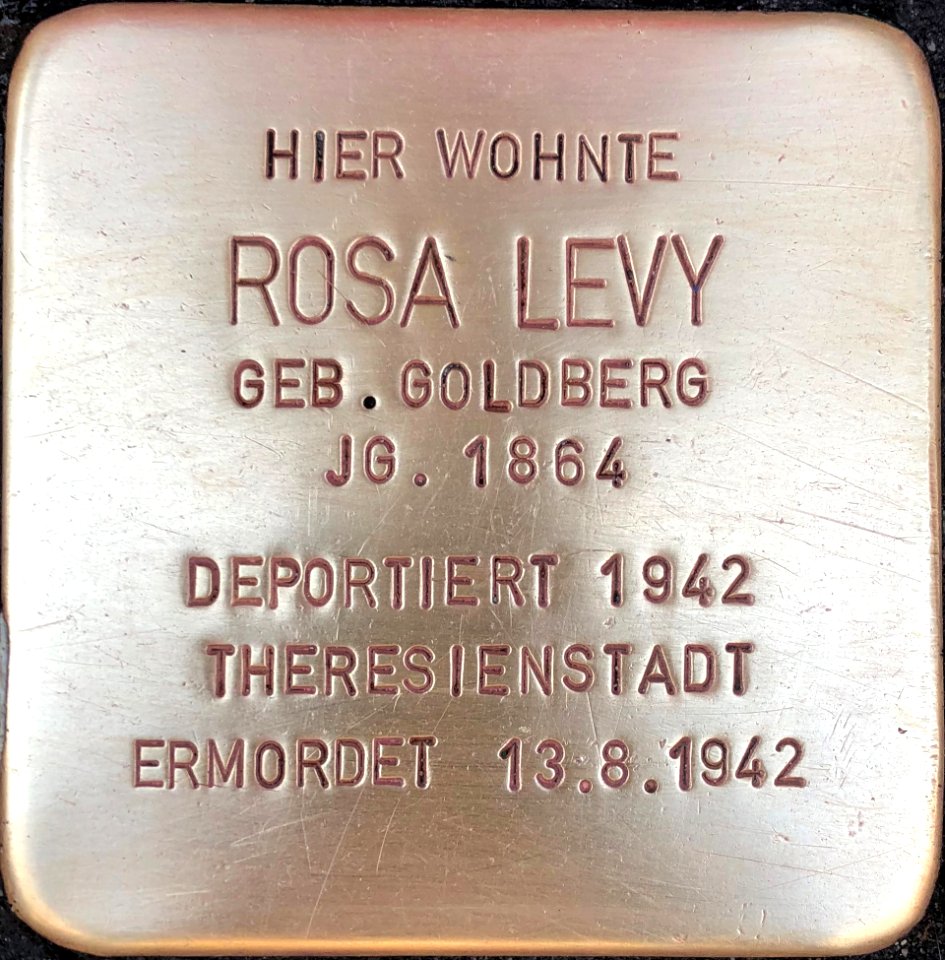 HIER WOHNTE
ROSA LEVY
GEB. GOLDBERG
JG. 1864
DEPORTIERT 1942
THERESIENSTADT
ERMORDET 13.8.1942